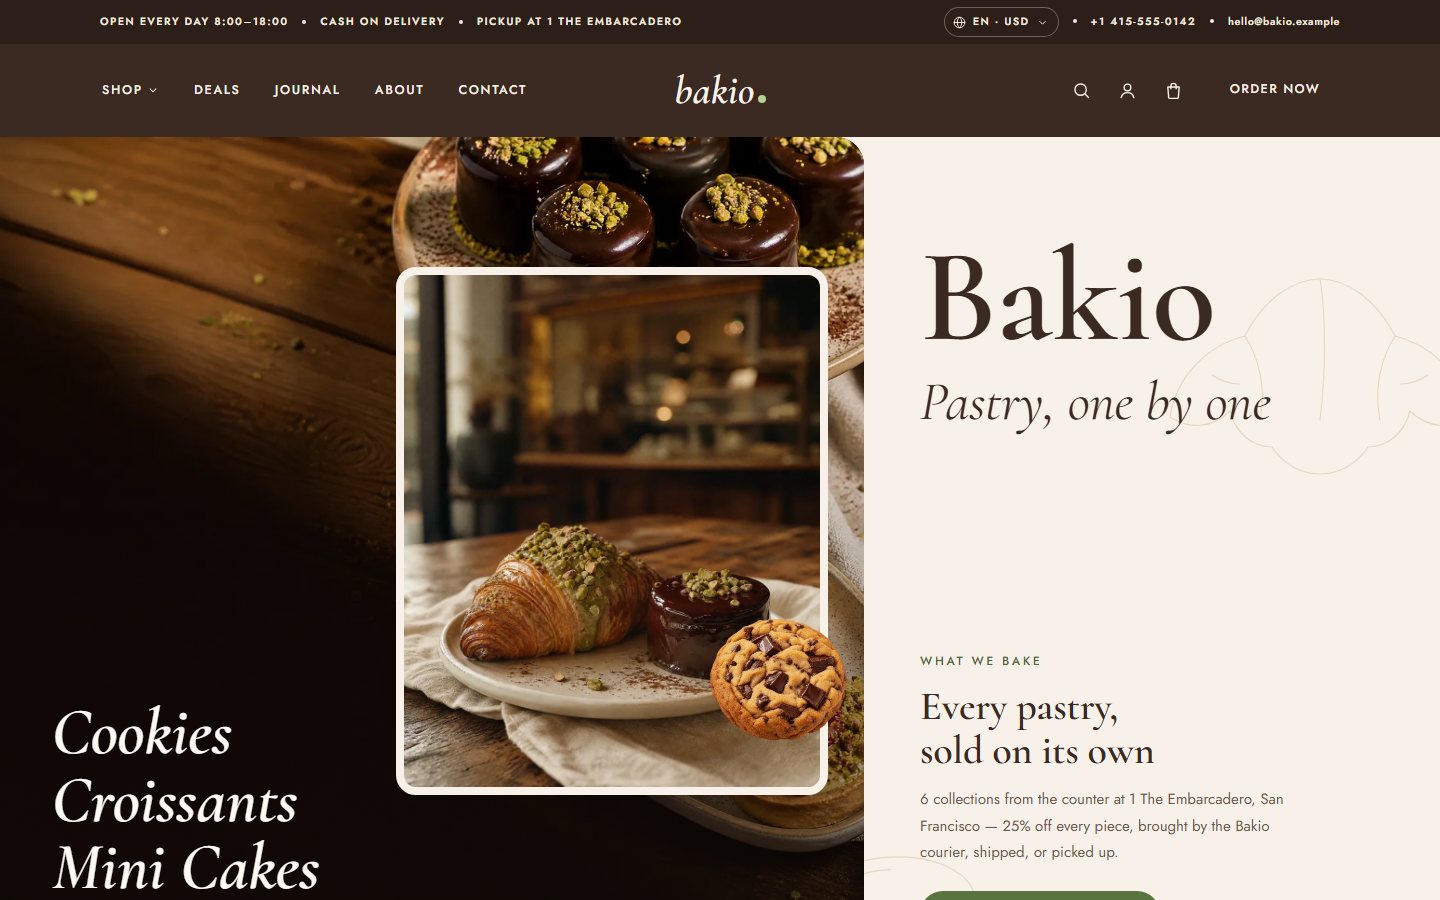 OPEN EVERY DAY 8:00–18:00 • CASH ON DELIVERY • PICKUP AT 1 THE EMBARCADERO
EN · USD • +1 415-555-0142 • hello@bakio.example
SHOP DEALS JOURNAL ABOUT CONTACT
bakio.
ORDER NOW
Cookies
Croissants
Mini Cakes
Bakio
Pastry, one by one
WHAT WE BAKE
Every pastry,
sold on its own
6 collections from the counter at 1 The Embarcadero, San
Francisco — 25% off every piece, brought by the Bakio
courier, shipped, or picked up.